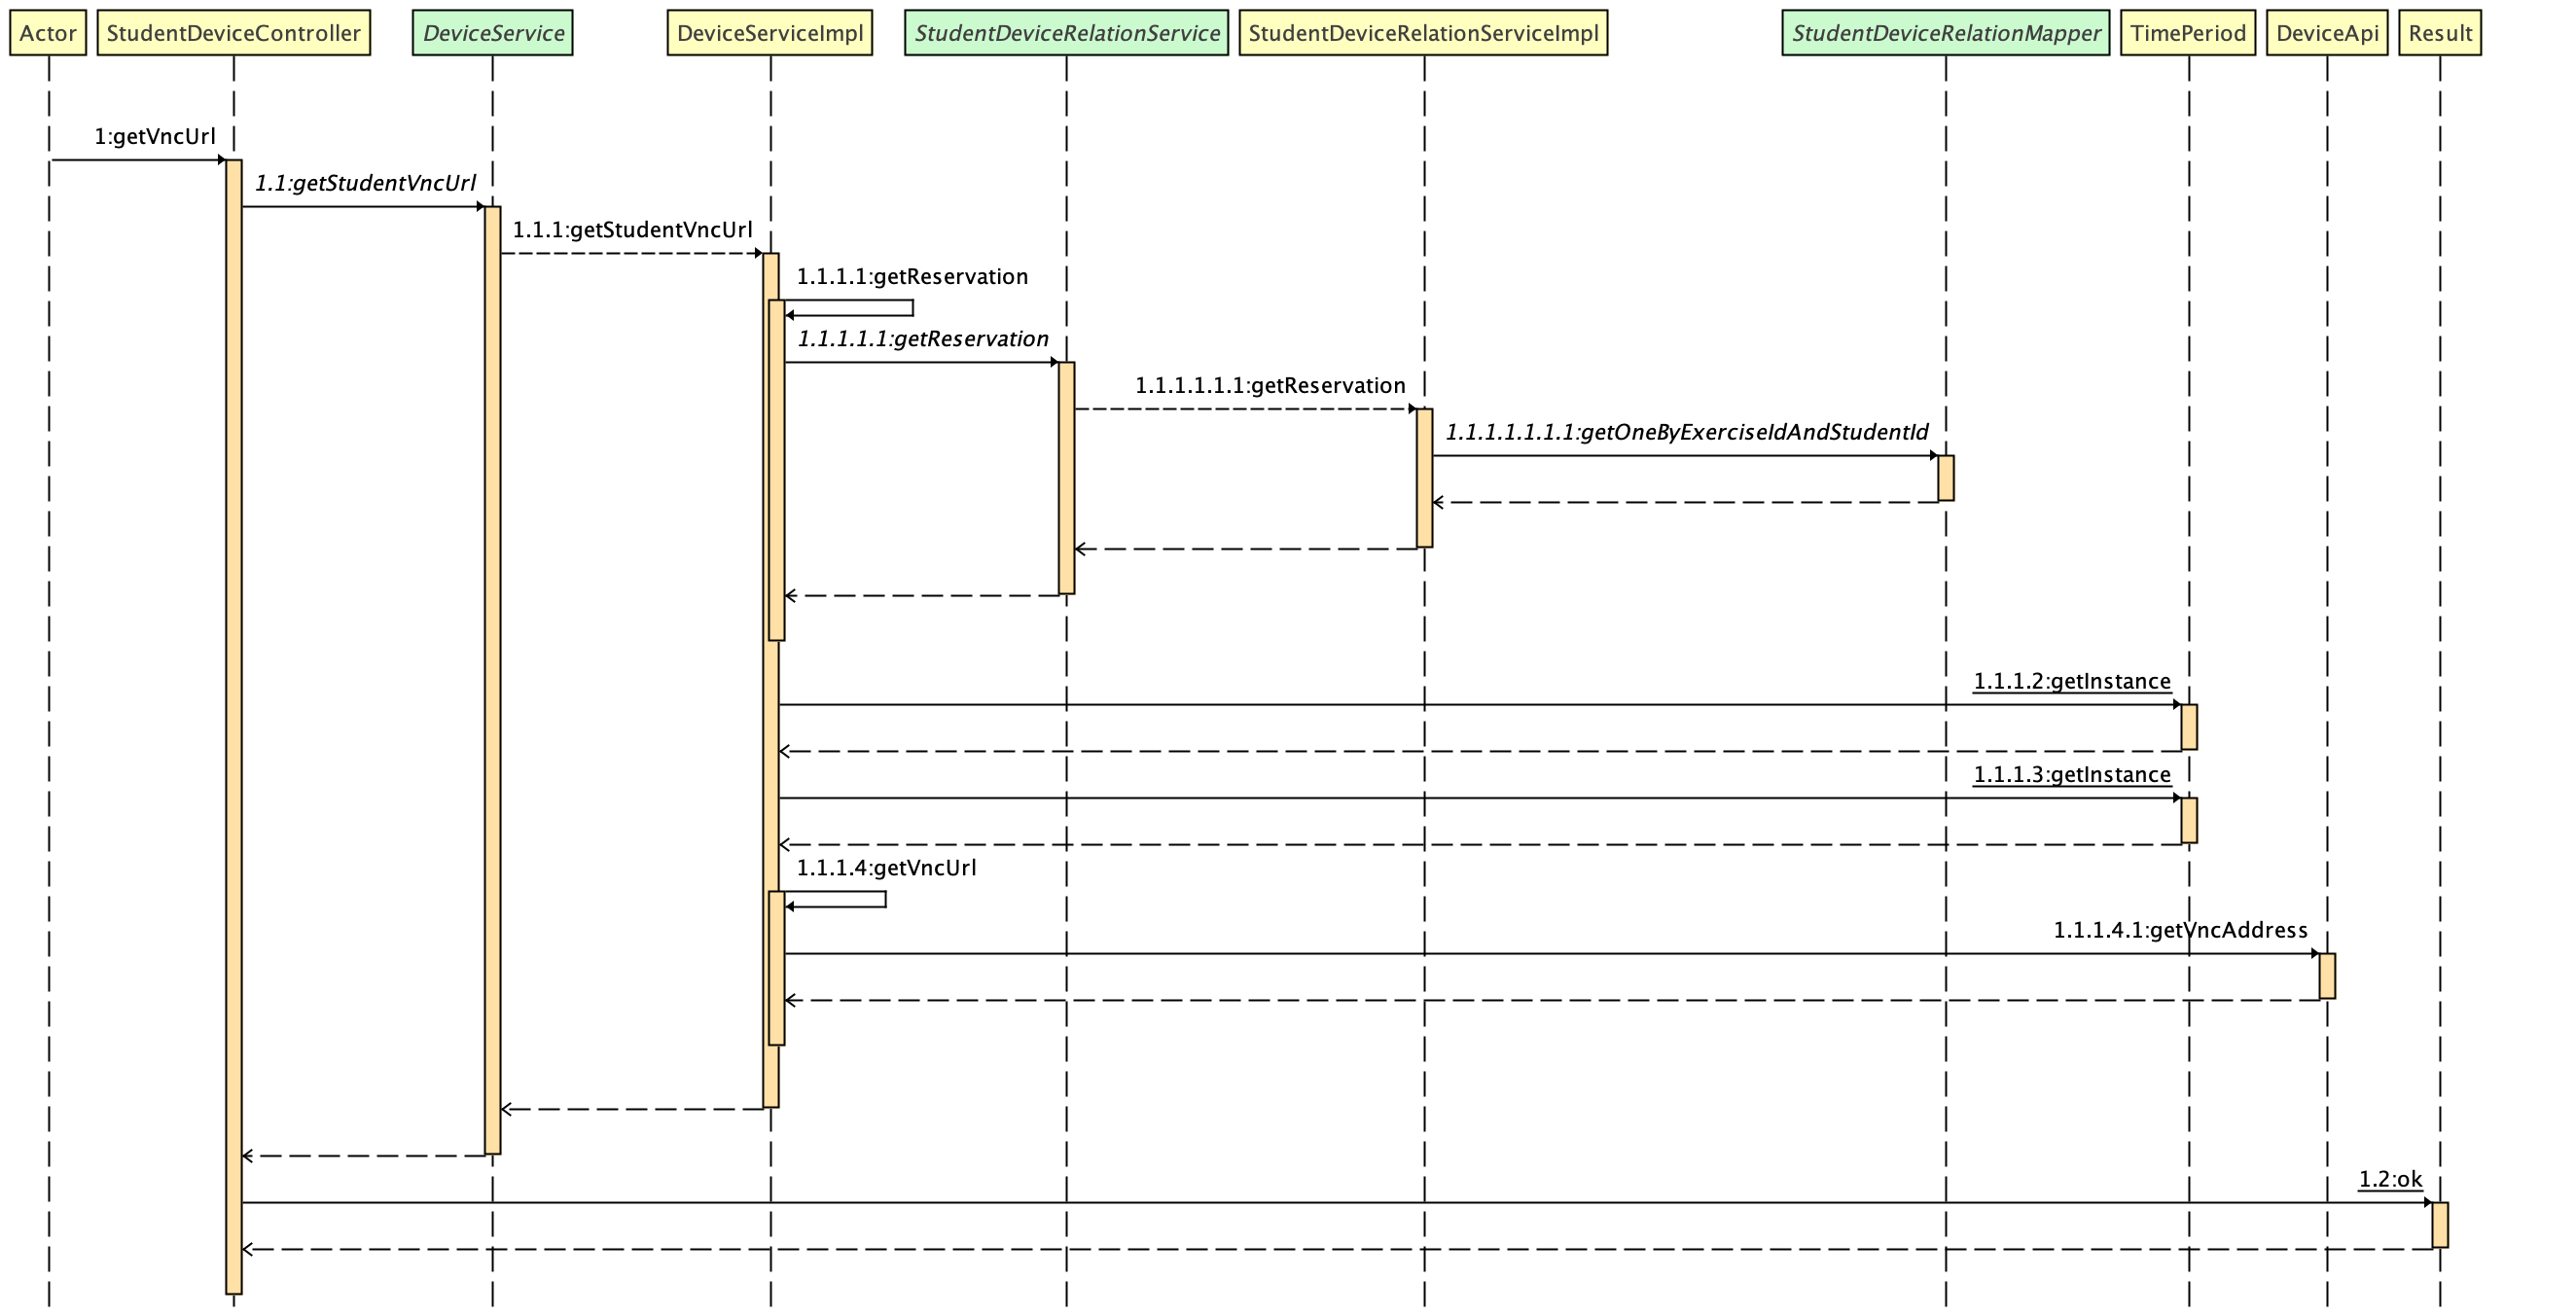 Actor
StudentDeviceController
DeviceService
DeviceServiceImpl
StudentDeviceRelationService
StudentDeviceRelationServiceImpl
StudentDeviceRelationMapper
TimePeriod
DeviceApi
Result
1:getVncUrl
1.1:getStudentVncUrl
1.1.1:getStudentVncUrl
1.1.1.1:getReservation
1.1.1.1.1:getReservation
1.1.1.1.1.1:getReservation
1.1.1.1.1.1.1:getOneByExerciseIdAndStudentId
1.1.1.2:getInstance
1.1.1.3:getInstance
1.1.1.4:getVncUrl
1.1.1.4.1:getVncAddress
1.2:ok